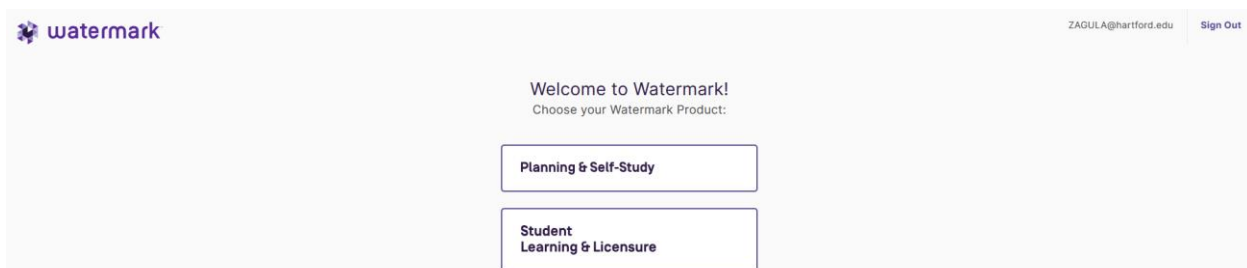 watermark
ZAGULA@hartford.edu
Sign Out
Welcome to Watermark!
Choose your Watermark Product:
Planning & Self-Study
Student
Learning & Licensure